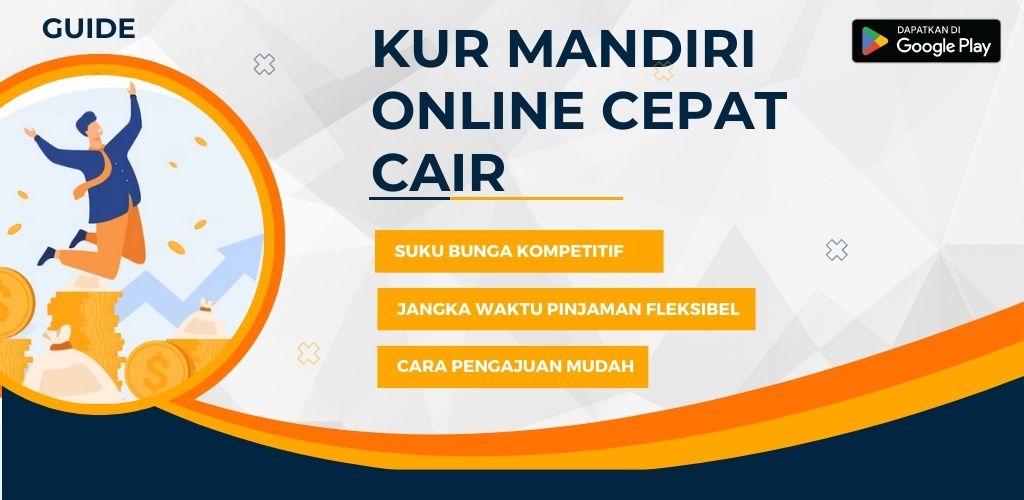 GUIDE
KUR MANDIRI
ONLINE CEPAT
CAIR
DAPATKAN DI
Google Play
SUKU BUNGA KOMPETITIF
JANGKA WAKTU PINJAMAN FLEKSIBEL
CARA PENGAJUAN MUDAH